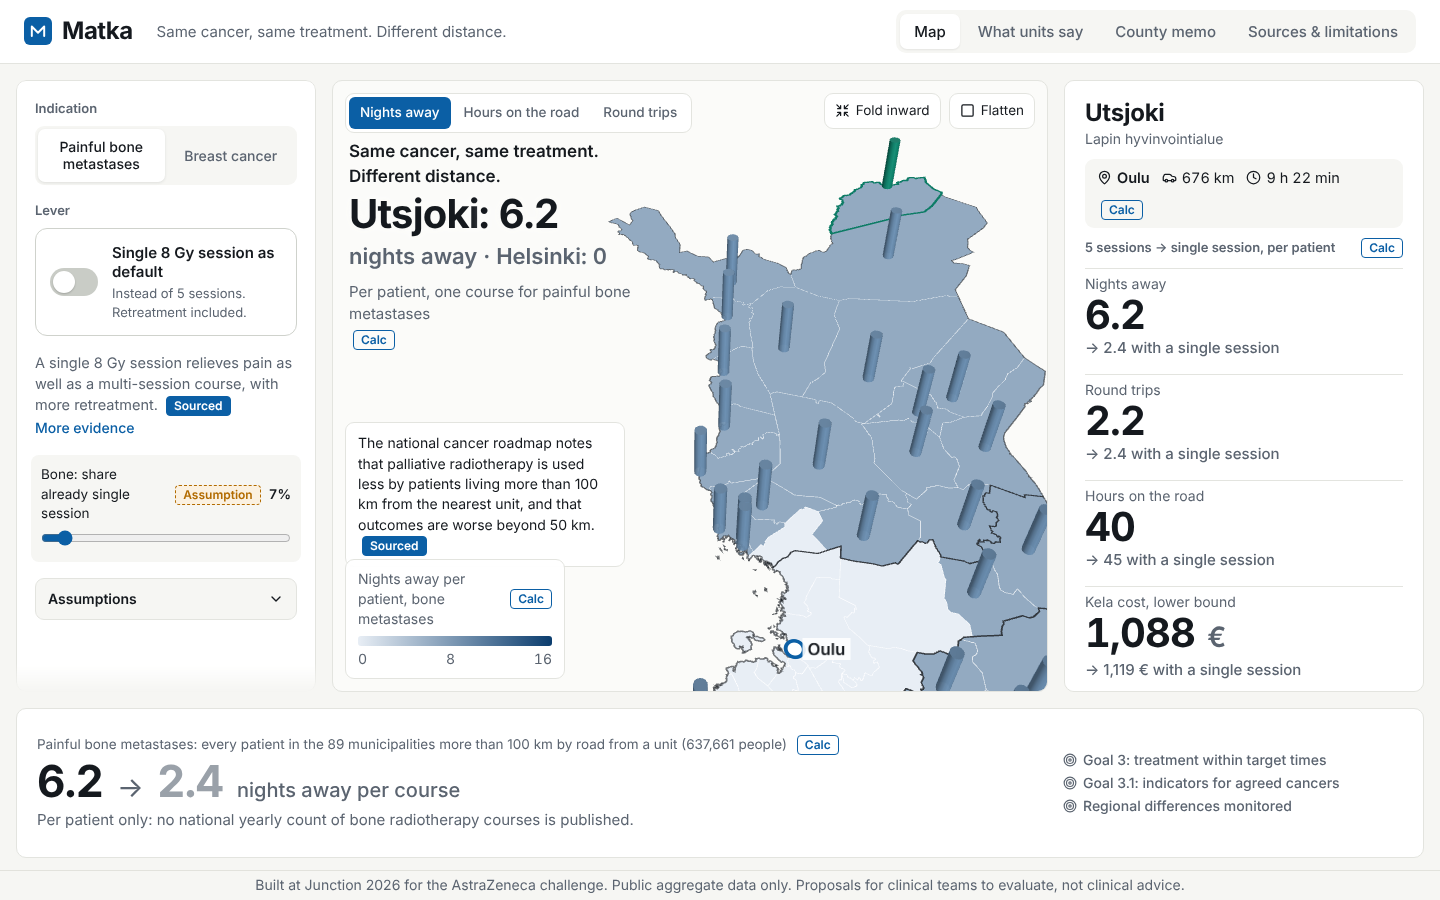 Matka
Same cancer, same treatment. Different distance.
Map
What units say
County memo
Sources & limitations
Indication
Painful bone
metastases
Breast cancer
Lever
Single 8 Gy session as
default
Instead of 5 sessions.
Retreatment included.
A single 8 Gy session relieves pain as
well as a multi-session course, with
more retreatment. Sourced
More evidence
Bone: share
already single
session
Assumption 7%
Assumptions
Nights away
Hours on the road
Round trips
Fold inward
Flatten
Same cancer, same treatment.
Different distance.
Utsjoki: 6.2
nights away · Helsinki: 0
Per patient, one course for painful bone
metastases
Calc
The national cancer roadmap notes
that palliative radiotherapy is used
less by patients living more than 100
km from the nearest unit, and that
outcomes are worse beyond 50 km.
Sourced
Nights away per
patient, bone
metastases
Calc
0 8 16
Oulu
Utsjoki
Lapin hyvinvointialue
Oulu 676 km 9 h 22 min
Calc
5 sessions → single session, per patient Calc
Nights away
6.2
→ 2.4 with a single session
Round trips
2.2
→ 2.4 with a single session
Hours on the road
40
→ 45 with a single session
Kela cost, lower bound
1,088 €
→ 1,119 € with a single session
Painful bone metastases: every patient in the 89 municipalities more than 100 km by road from a unit (637,661 people) Calc
6.2 → 2.4 nights away per course
Per patient only: no national yearly count of bone radiotherapy courses is published.
Goal 3: treatment within target times
Goal 3.1: indicators for agreed cancers
Regional differences monitored
Built at Junction 2026 for the AstraZeneca challenge. Public aggregate data only. Proposals for clinical teams to evaluate, not clinical advice.